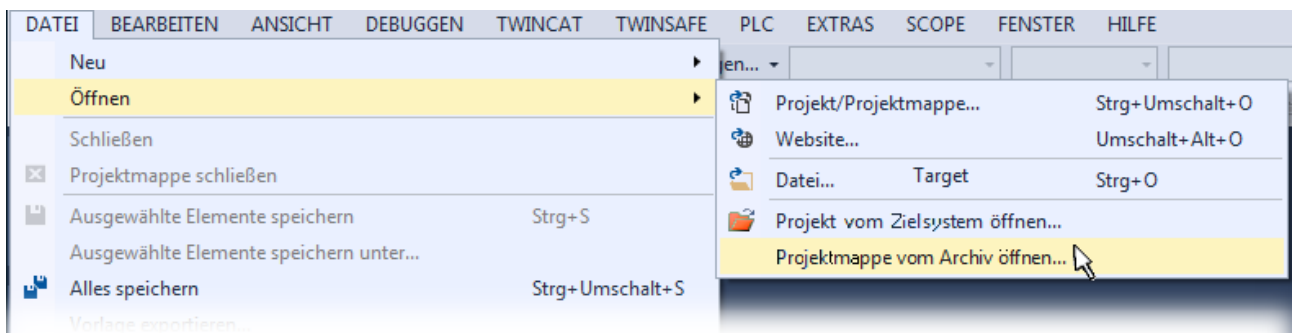 DATEI BEARBEITEN ANSICHT DEBUGGEN TWINCAT TWINSAFE PLC EXTRAS SCOPE FENSTER HILFE
Neu
Öffnen
Schließen
Projektmappe schließen
Ausgewählte Elemente speichern Strg+S
Ausgewählte Elemente speichern unter...
Alles speichern Strg+Umschalt+S
Vorlage exportieren...
Projekt/Projektmappe... Strg+Umschalt+O
Website... Umschalt+Alt+O
Datei... Target Strg+O
Projekt vom Zielsystem öffnen...
Projektmappe vom Archiv öffnen...